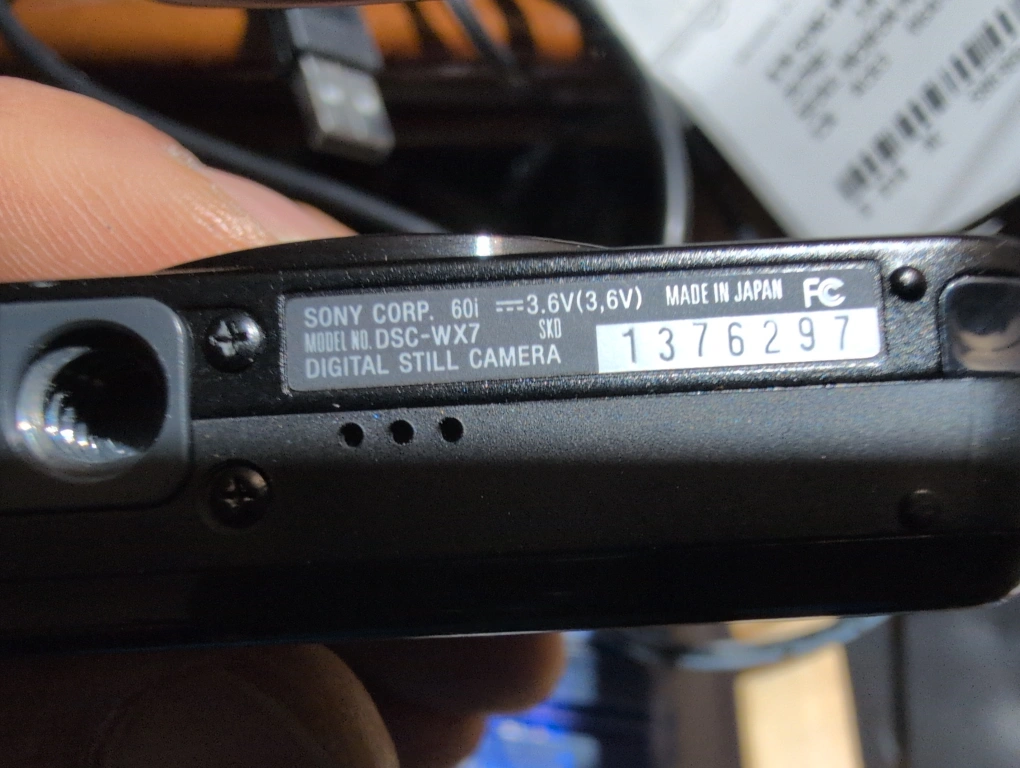 SONY CORP. 60i ⎓3.6V(3,6V) MADE IN JAPAN FC
MODEL NO. DSC-WX7 SKD
DIGITAL STILL CAMERA
1376297